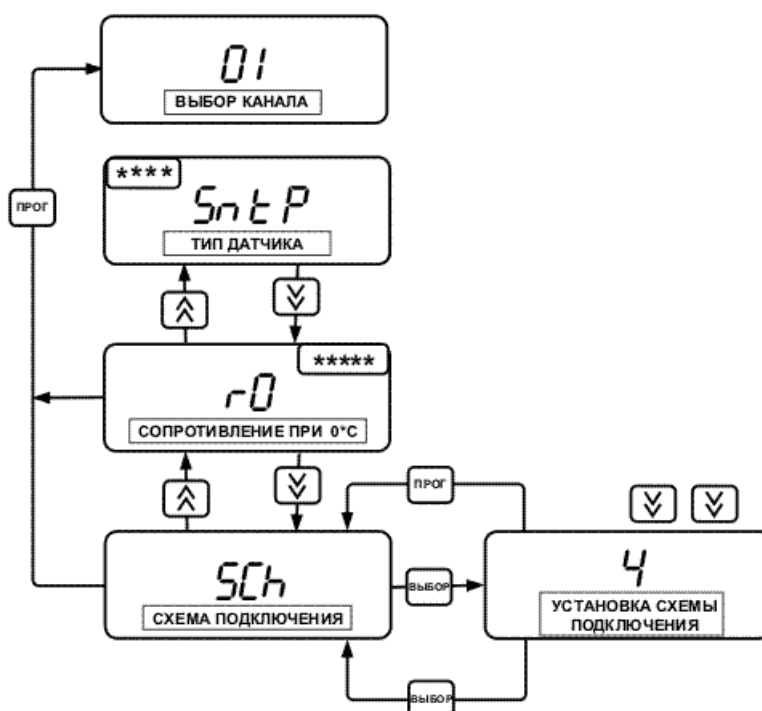 01
ВЫБОР КАНАЛА
****
SntP
ТИП ДАТЧИКА
ПРОГ
*****
r0
СОПРОТИВЛЕНИЕ ПРИ 0*С
ПРОГ
SCh
СХЕМА ПОДКЛЮЧЕНИЯ
ВЫБОР
4
УСТАНОВКА СХЕМЫ
ПОДКЛЮЧЕНИЯ
ВЫБОР